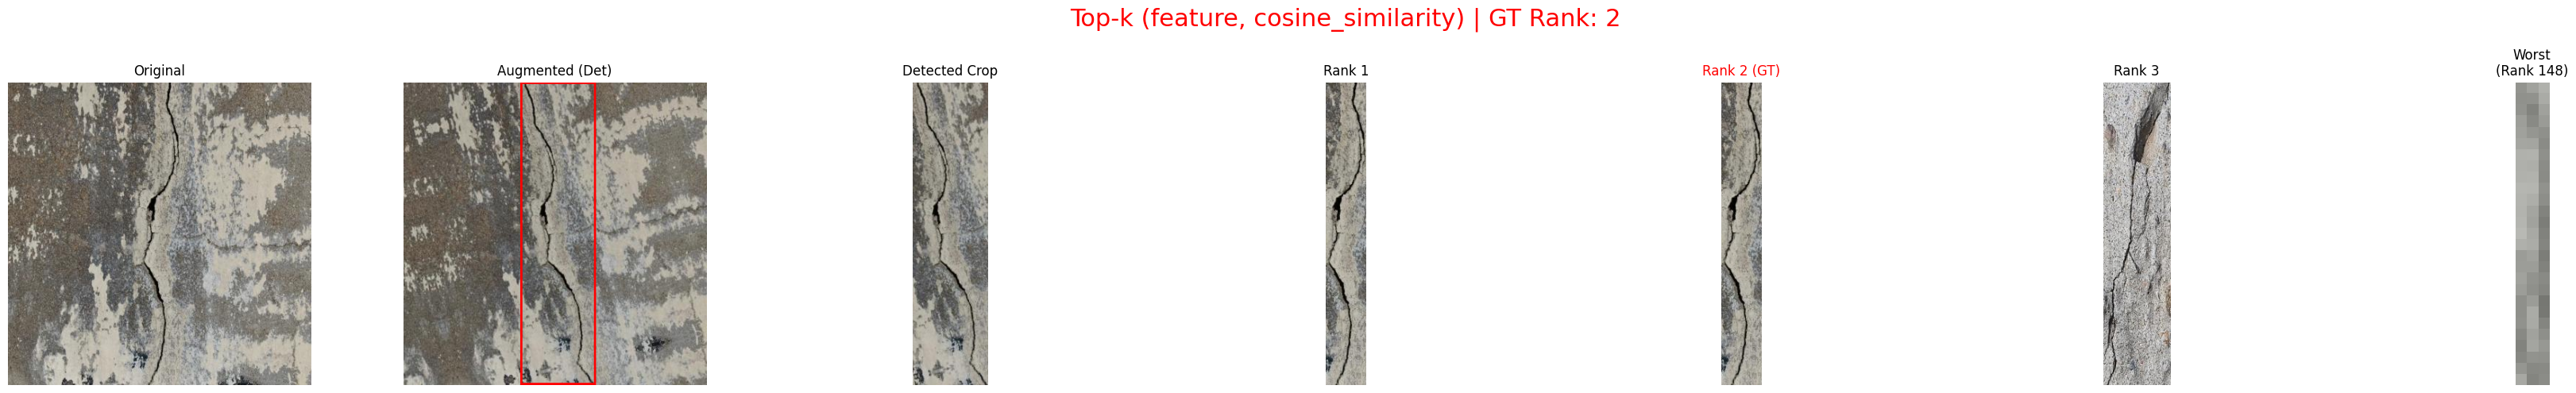 Top-k (feature, cosine_similarity) | GT Rank: 2
Original
Augmented (Det)
Detected Crop
Rank 1
Rank 2 (GT)
Rank 3
Worst
(Rank 148)